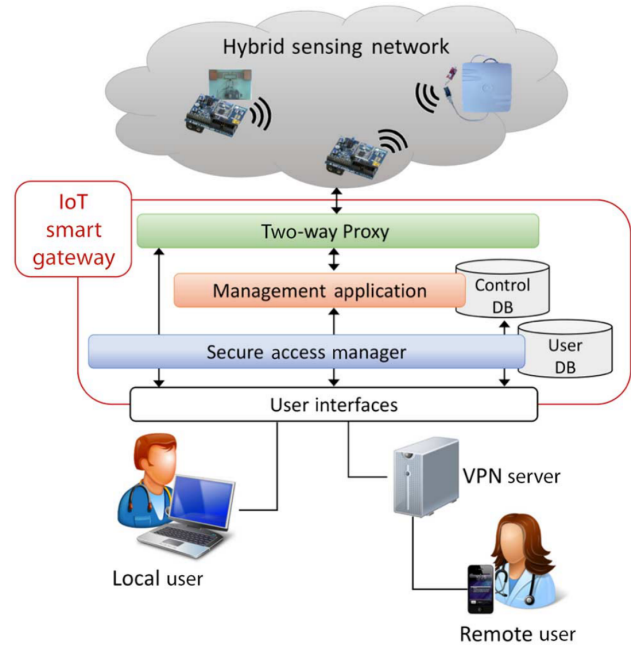 Hybrid sensing network
IoT
smart
gateway
Two-way Proxy
Management application
Control
DB
Secure access manager
User
DB
User interfaces
VPN server
Local user
Remote user